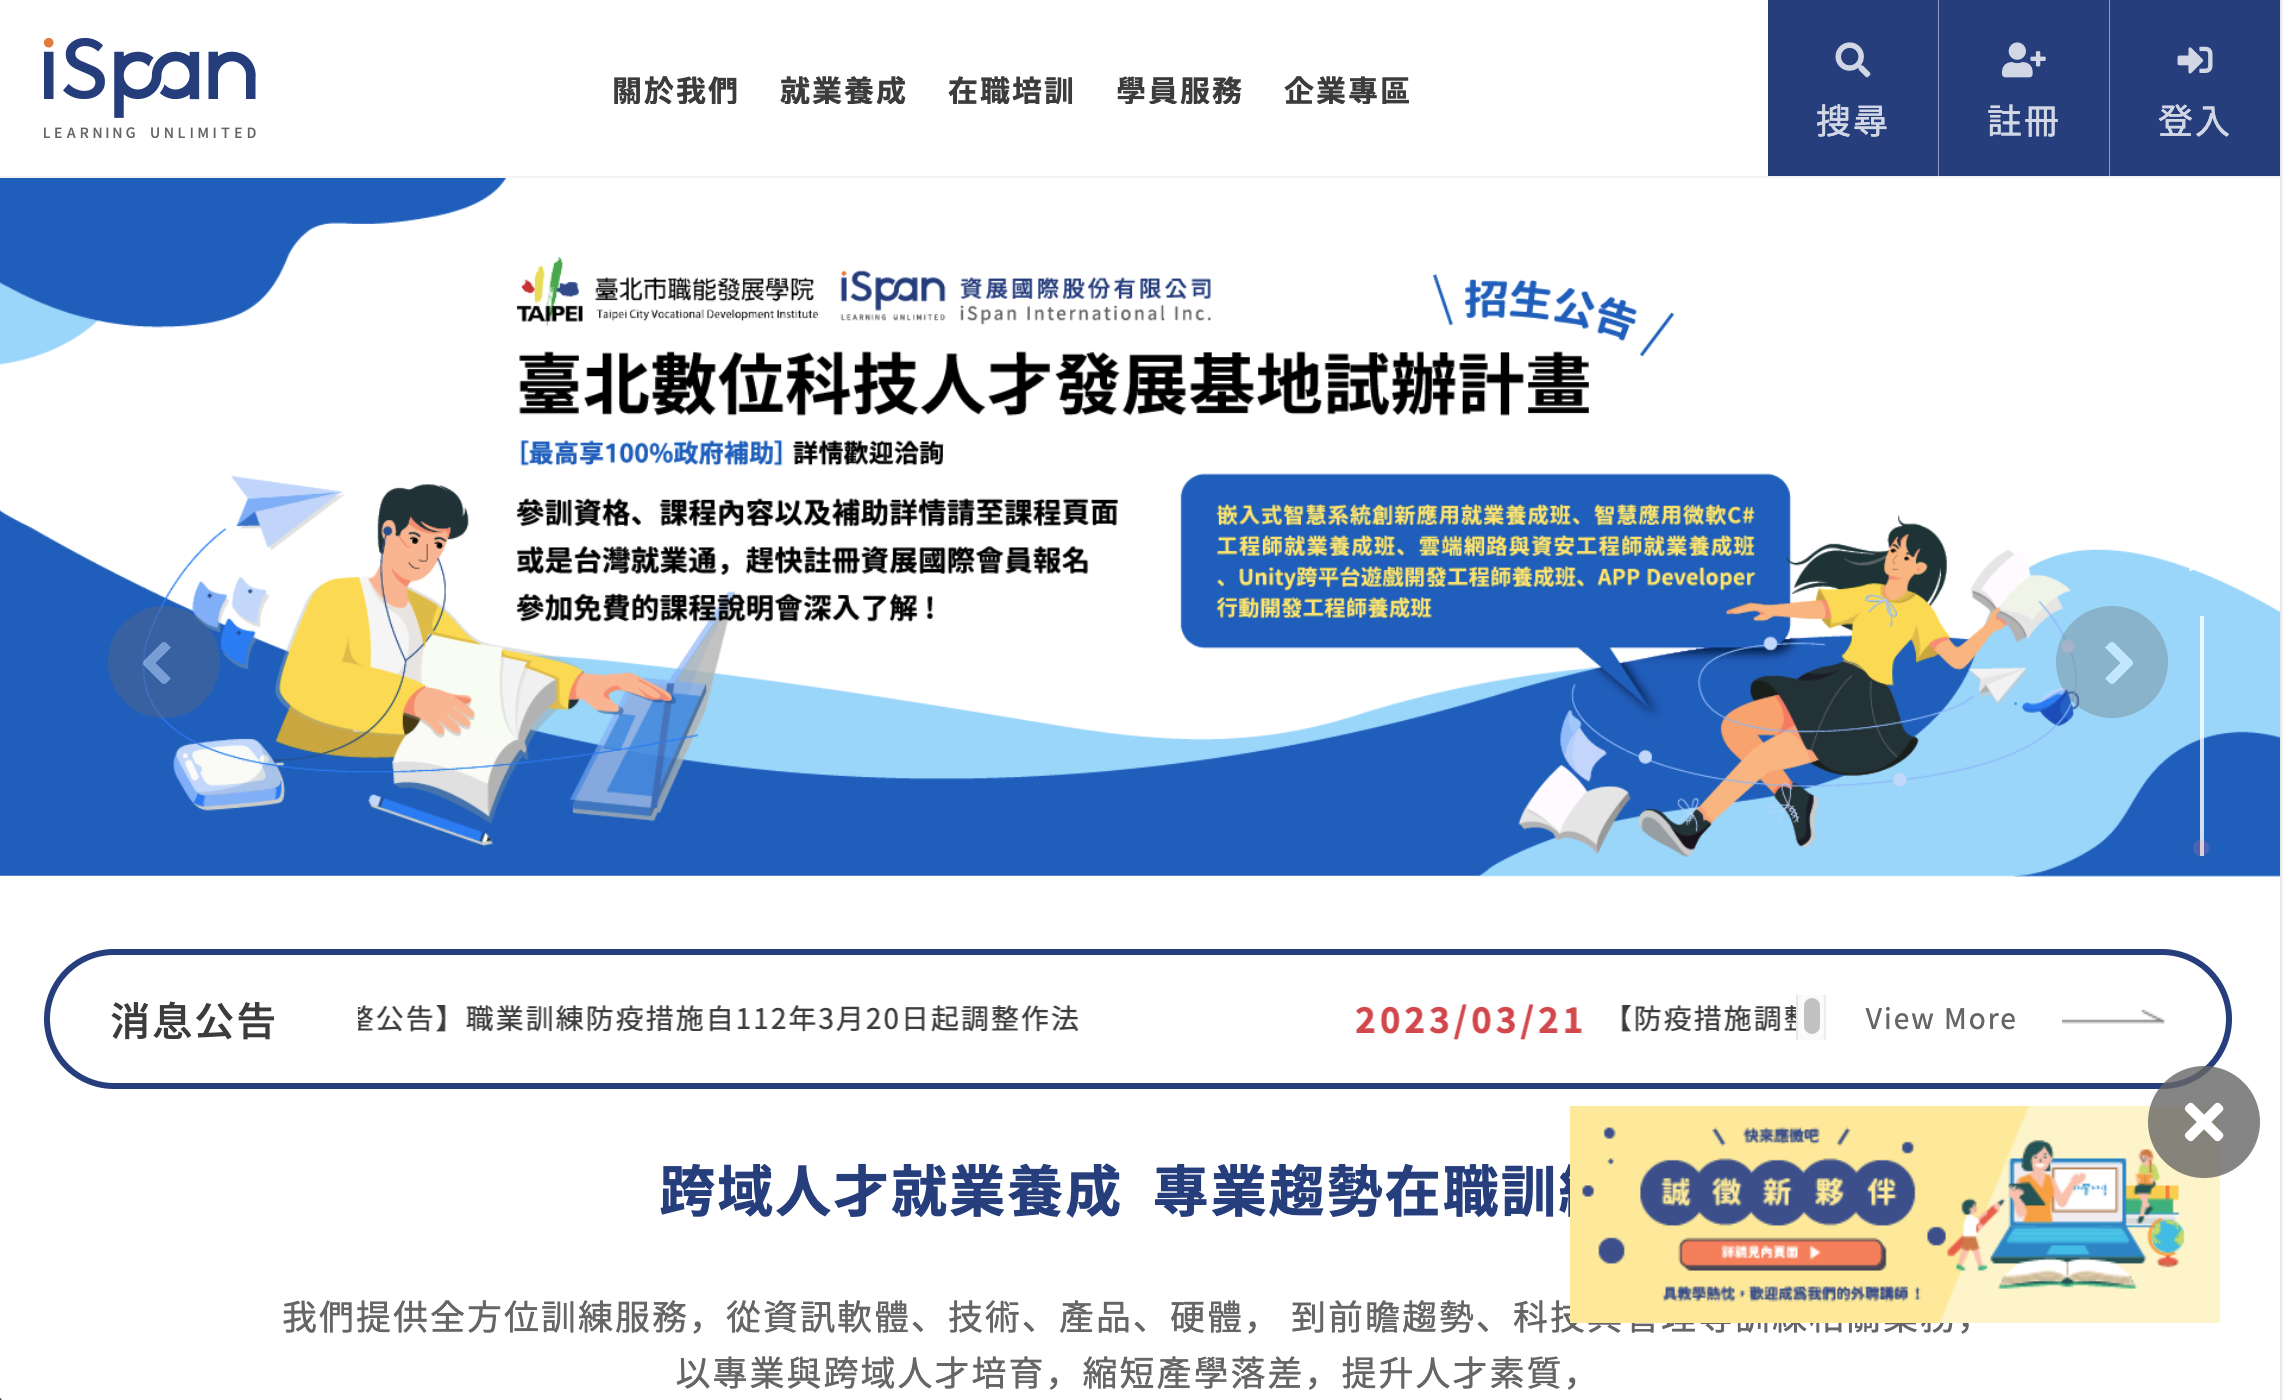 iSpan
LEARNING UNLIMITED
關於我們 就業養成 在職培訓 學員服務 企業專區
搜尋 註冊 登入
TAIPEI 臺北市職能發展學院
Taipei City Vocational Development Institute
iSpan 資展國際股份有限公司
LEARNING UNLIMITED iSpan International Inc.
招生公告
臺北數位科技人才發展基地試辦計畫
[最高享100%政府補助] 詳情歡迎洽詢
參訓資格、課程內容以及補助詳情請至課程頁面
或是台灣就業通，趕快註冊資展國際會員報名
參加免費的課程說明會深入了解！
嵌入式智慧系統創新應用就業養成班、智慧應用微軟C#
工程師就業養成班、雲端網路與資安工程師就業養成班
、Unity跨平台遊戲開發工程師養成班、APP Developer
行動開發工程師養成班
消息公告 整公告】職業訓練防疫措施自112年3月20日起調整作法 2023/03/21 【防疫措施調整 View More
跨域人才就業養成 專業趨勢在職訓
快來應徵吧
誠徵新夥伴
詳請見內頁面
具教學熱忱，歡迎成為我們的外聘講師！
我們提供全方位訓練服務，從資訊軟體、技術、產品、硬體， 到前瞻趨勢、科技與管理等訓練相關業務，
以專業與跨域人才培育，縮短產學落差，提升人才素質，